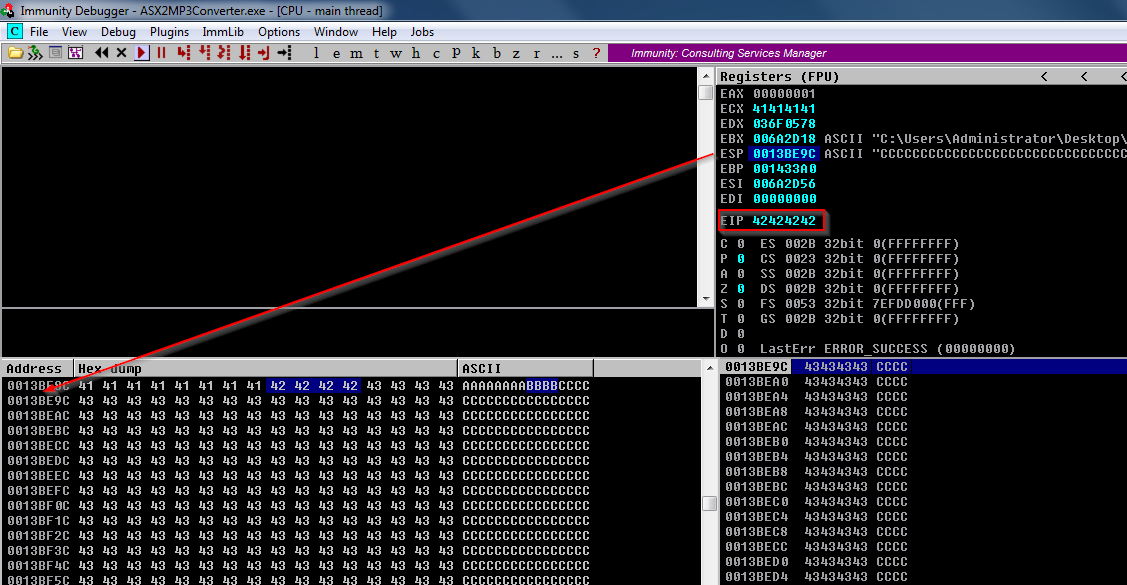 Immunity Debugger - ASX2MP3Converter.exe - [CPU - main thread]
C File View Debug Plugins ImmLib Options Window Help Jobs
l e m t w h c P k b z r ... s ? Immunity: Consulting Services Manager
Registers (FPU) < < <
EAX 00000001
ECX 41414141
EDX 036F0578
EBX 006A2D18 ASCII "C:\Users\Administrator\Desktop\
ESP 0013BE9C ASCII "CCCCCCCCCCCCCCCCCCCCCCCCCCCCCCC
EBP 001433A0
ESI 006A2D56
EDI 00000000
EIP 42424242
C 0 ES 002B 32bit 0(FFFFFFFF)
P 0 CS 0023 32bit 0(FFFFFFFF)
A 0 SS 002B 32bit 0(FFFFFFFF)
Z 0 DS 002B 32bit 0(FFFFFFFF)
S 0 FS 0053 32bit 7EFDD000(FFF)
T 0 GS 002B 32bit 0(FFFFFFFF)
D 0
O 0 LastErr ERROR_SUCCESS (00000000)
Address Hex dump ASCII
41 41 41 41 41 41 41 41 42 42 42 42 43 43 43 43 AAAAAAAABBBBCCCC
0013BE9C 43 43 43 43 43 43 43 43 43 43 43 43 43 43 43 43 CCCCCCCCCCCCCCCC
0013BEAC 43 43 43 43 43 43 43 43 43 43 43 43 43 43 43 43 CCCCCCCCCCCCCCCC
0013BEBC 43 43 43 43 43 43 43 43 43 43 43 43 43 43 43 43 CCCCCCCCCCCCCCCC
0013BECC 43 43 43 43 43 43 43 43 43 43 43 43 43 43 43 43 CCCCCCCCCCCCCCCC
0013BEDC 43 43 43 43 43 43 43 43 43 43 43 43 43 43 43 43 CCCCCCCCCCCCCCCC
0013BEEC 43 43 43 43 43 43 43 43 43 43 43 43 43 43 43 43 CCCCCCCCCCCCCCCC
0013BEFC 43 43 43 43 43 43 43 43 43 43 43 43 43 43 43 43 CCCCCCCCCCCCCCCC
0013BF0C 43 43 43 43 43 43 43 43 43 43 43 43 43 43 43 43 CCCCCCCCCCCCCCCC
0013BF1C 43 43 43 43 43 43 43 43 43 43 43 43 43 43 43 43 CCCCCCCCCCCCCCCC
0013BF2C 43 43 43 43 43 43 43 43 43 43 43 43 43 43 43 43 CCCCCCCCCCCCCCCC
0013BF3C 43 43 43 43 43 43 43 43 43 43 43 43 43 43 43 43 CCCCCCCCCCCCCCCC
0013BF4C 43 43 43 43 43 43 43 43 43 43 43 43 43 43 43 43 CCCCCCCCCCCCCCCC
0013BF5C 43 43 43 43 43 43 43 43 43 43 43 43 43 43 43 43 CCCCCCCCCCCCCCCC
0013BE9C 43434343 CCCC
0013BEA0 43434343 CCCC
0013BEA4 43434343 CCCC
0013BEA8 43434343 CCCC
0013BEAC 43434343 CCCC
0013BEB0 43434343 CCCC
0013BEB4 43434343 CCCC
0013BEB8 43434343 CCCC
0013BEBC 43434343 CCCC
0013BEC0 43434343 CCCC
0013BEC4 43434343 CCCC
0013BEC8 43434343 CCCC
0013BECC 43434343 CCCC
0013BED0 43434343 CCCC
0013BED4 43434343 CCCC